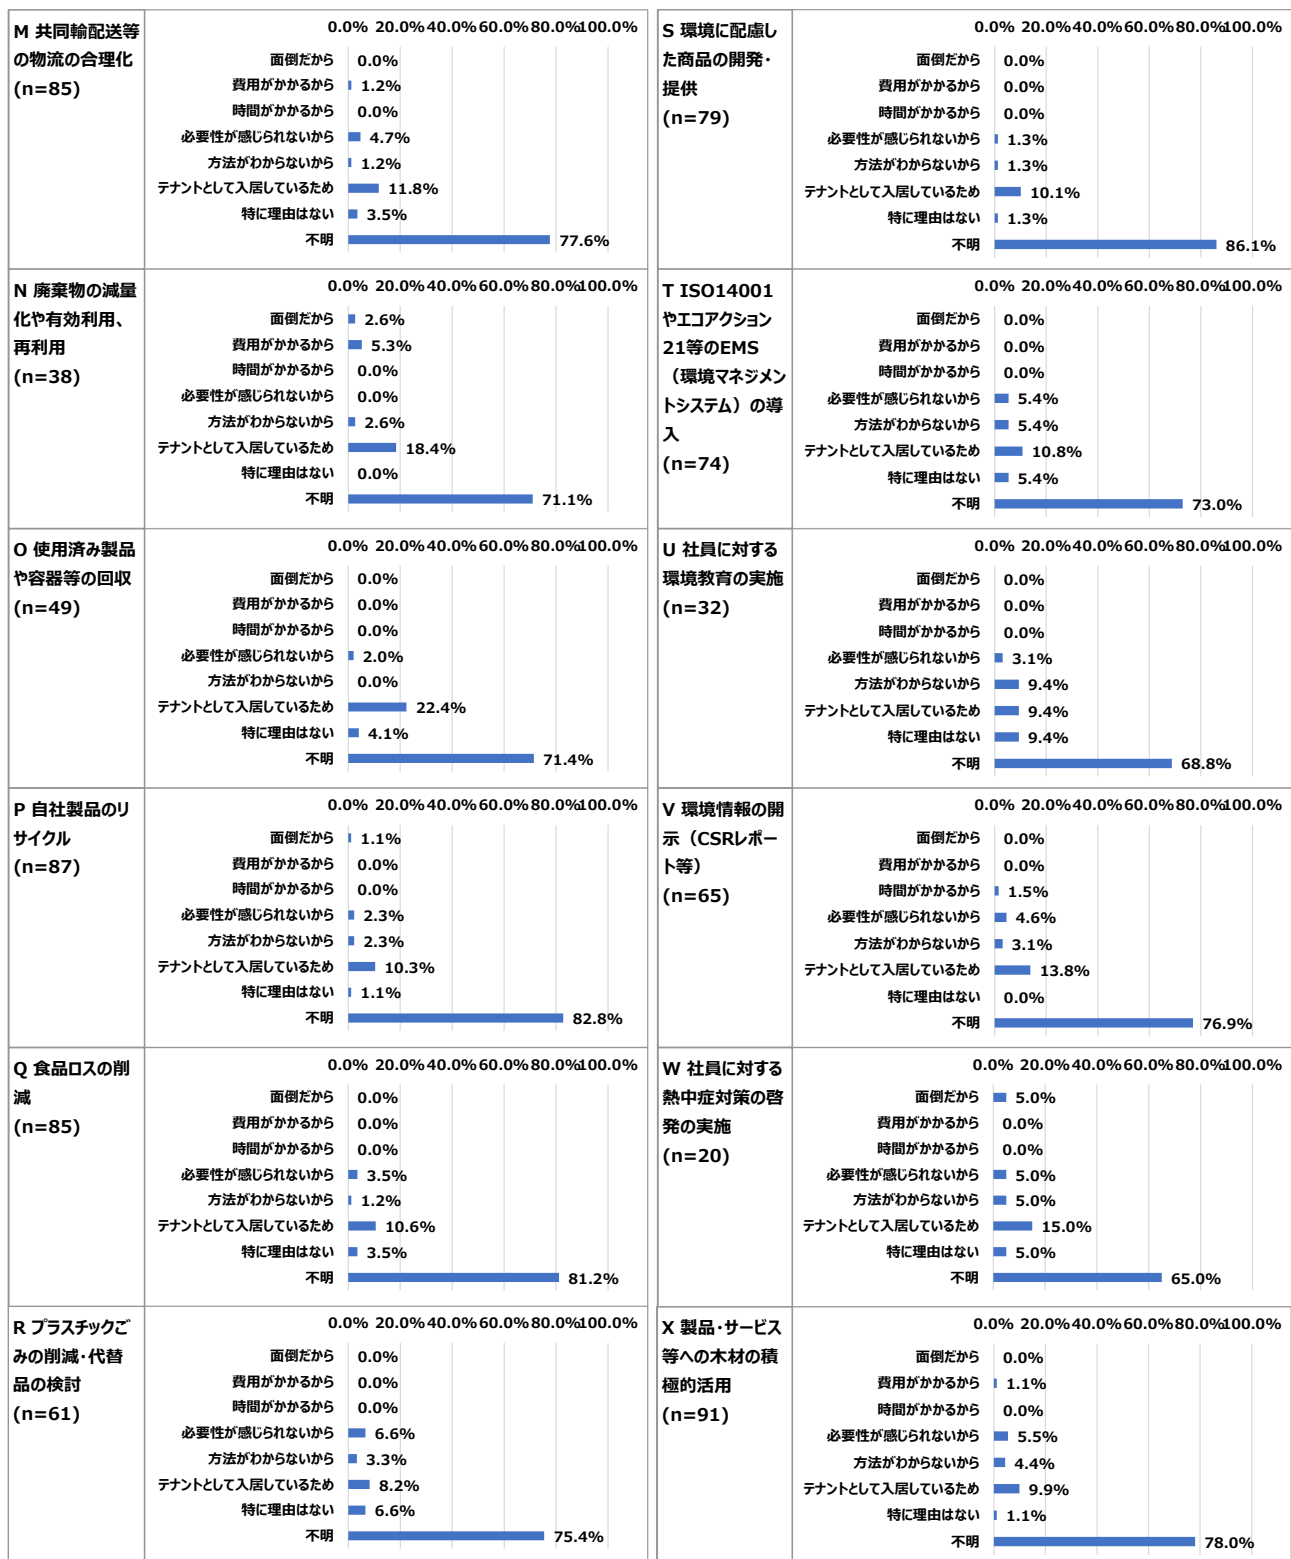 M 共同輸配送等
の物流の合理化
(n=85)
0.0% 20.0%40.0%60.0%80.0%100.0%
面倒だから 0.0%
費用がかかるから 1.2%
時間がかかるから 0.0%
必要性が感じられないから 4.7%
方法がわからないから 1.2%
テナントとして入居しているため 11.8%
特に理由はない 3.5%
不明 77.6%
N 廃棄物の減量
化や有効利用、
再利用
(n=38)
0.0% 20.0%40.0%60.0%80.0%100.0%
面倒だから 2.6%
費用がかかるから 5.3%
時間がかかるから 0.0%
必要性が感じられないから 0.0%
方法がわからないから 2.6%
テナントとして入居しているため 18.4%
特に理由はない 0.0%
不明 71.1%
O 使用済み製品
や容器等の回収
(n=49)
0.0% 20.0%40.0%60.0%80.0%100.0%
面倒だから 0.0%
費用がかかるから 0.0%
時間がかかるから 0.0%
必要性が感じられないから 2.0%
方法がわからないから 0.0%
テナントとして入居しているため 22.4%
特に理由はない 4.1%
不明 71.4%
P 自社製品のリ
サイクル
(n=87)
0.0% 20.0%40.0%60.0%80.0%100.0%
面倒だから 1.1%
費用がかかるから 0.0%
時間がかかるから 0.0%
必要性が感じられないから 2.3%
方法がわからないから 2.3%
テナントとして入居しているため 10.3%
特に理由はない 1.1%
不明 82.8%
Q 食品ロスの削
減
(n=85)
0.0% 20.0%40.0%60.0%80.0%100.0%
面倒だから 0.0%
費用がかかるから 0.0%
時間がかかるから 0.0%
必要性が感じられないから 3.5%
方法がわからないから 1.2%
テナントとして入居しているため 10.6%
特に理由はない 3.5%
不明 81.2%
R プラスチックご
みの削減・代替
品の検討
(n=61)
0.0% 20.0%40.0%60.0%80.0%100.0%
面倒だから 0.0%
費用がかかるから 0.0%
時間がかかるから 0.0%
必要性が感じられないから 6.6%
方法がわからないから 3.3%
テナントとして入居しているため 8.2%
特に理由はない 6.6%
不明 75.4%
S 環境に配慮し
た商品の開発・
提供
(n=79)
0.0% 20.0%40.0%60.0%80.0%100.0%
面倒だから 0.0%
費用がかかるから 0.0%
時間がかかるから 0.0%
必要性が感じられないから 1.3%
方法がわからないから 1.3%
テナントとして入居しているため 10.1%
特に理由はない 1.3%
不明 86.1%
T ISO14001
やエコアクション
21等のEMS
（環境マネジメン
トシステム）の導
入
(n=74)
0.0% 20.0%40.0%60.0%80.0%100.0%
面倒だから 0.0%
費用がかかるから 0.0%
時間がかかるから 0.0%
必要性が感じられないから 5.4%
方法がわからないから 5.4%
テナントとして入居しているため 10.8%
特に理由はない 5.4%
不明 73.0%
U 社員に対する
環境教育の実施
(n=32)
0.0% 20.0%40.0%60.0%80.0%100.0%
面倒だから 0.0%
費用がかかるから 0.0%
時間がかかるから 0.0%
必要性が感じられないから 3.1%
方法がわからないから 9.4%
テナントとして入居しているため 9.4%
特に理由はない 9.4%
不明 68.8%
V 環境情報の開
示（CSRレポー
ト等）
(n=65)
0.0% 20.0%40.0%60.0%80.0%100.0%
面倒だから 0.0%
費用がかかるから 0.0%
時間がかかるから 1.5%
必要性が感じられないから 4.6%
方法がわからないから 3.1%
テナントとして入居しているため 13.8%
特に理由はない 0.0%
不明 76.9%
W 社員に対する
熱中症対策の啓
発の実施
(n=20)
0.0% 20.0%40.0%60.0%80.0%100.0%
面倒だから 5.0%
費用がかかるから 0.0%
時間がかかるから 0.0%
必要性が感じられないから 5.0%
方法がわからないから 5.0%
テナントとして入居しているため 15.0%
特に理由はない 5.0%
不明 65.0%
X 製品・サービス
等への木材の積
極的活用
(n=91)
0.0% 20.0%40.0%60.0%80.0%100.0%
面倒だから 0.0%
費用がかかるから 1.1%
時間がかかるから 0.0%
必要性が感じられないから 5.5%
方法がわからないから 4.4%
テナントとして入居しているため 9.9%
特に理由はない 1.1%
不明 78.0%